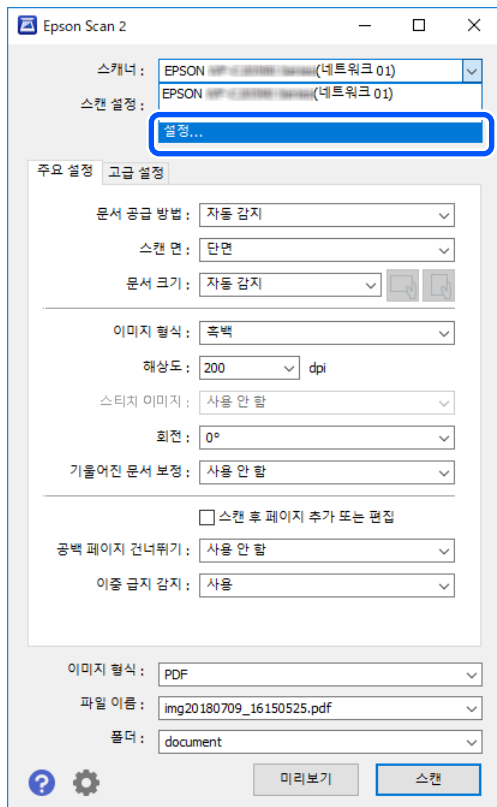 Epson Scan 2
스캐너 : EPSON (네트워크 01)
EPSON (네트워크 01)
스캔 설정 :
설정...
주요 설정 고급 설정
문서 공급 방법 : 자동 감지
스캔 면 : 단면
문서 크기 : 자동 감지
이미지 형식 : 흑백
해상도 : 200 dpi
스티치 이미지 : 사용 안 함
회전 : 0°
기울어진 문서 보정 : 사용 안 함
스캔 후 페이지 추가 또는 편집
공백 페이지 건너뛰기 : 사용 안 함
이중 급지 감지 : 사용
이미지 형식 : PDF
파일 이름 : img20180709_16150525.pdf
폴더 : document
? 미리보기 스캔